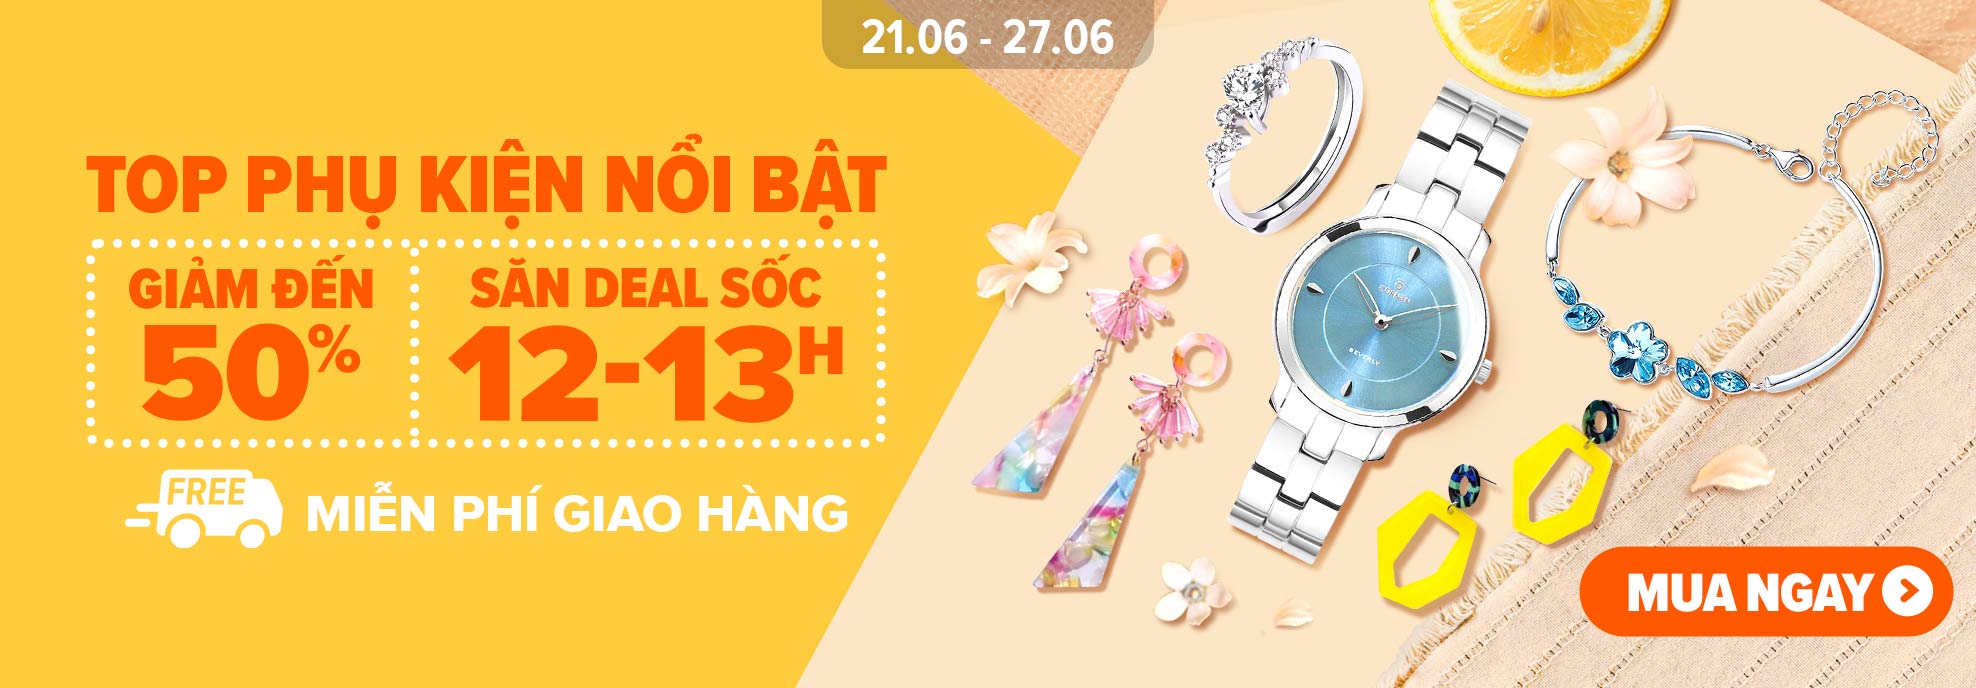 21.06 - 27.06
TOP PHỤ KIỆN NỔI BẬT
GIẢM ĐẾN
50%
SĂN DEAL SỐC
12-13H
FREE
MIỄN PHÍ GIAO HÀNG
BEVERLY
MUA NGAY